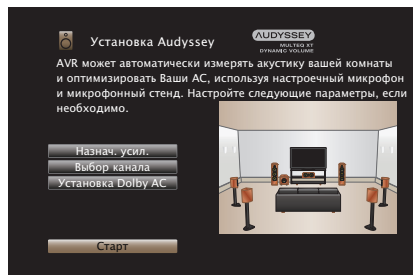 Установка Audyssey
AUDYSSEY
MULTEQ XT
DYNAMIC VOLUME
AVR может автоматически измерять акустику вашей комнаты
и оптимизировать Ваши АС, используя настроечный микрофон
и микрофонный стенд. Настройте следующие параметры, если
необходимо.
Назнач. усил.
Выбор канала
Установка Dolby АС
Старт